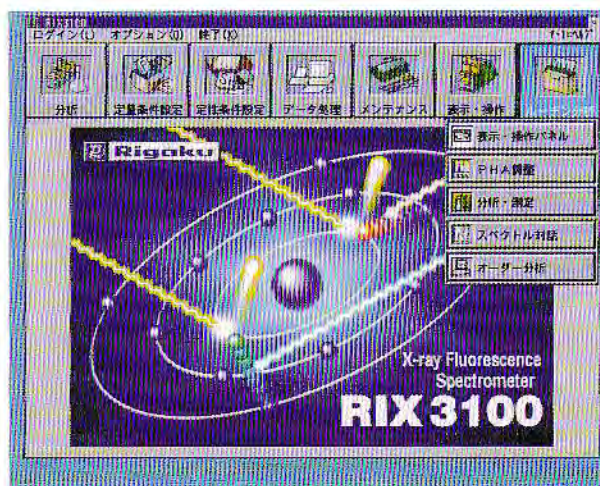 RIX3100
ログイン(L) オプション(O) 終了(X)
分析 定量条件設定 定性条件設定 データ処理 メンテナンス 表示・操作
表示・操作パネル
PHA調整
分析・測定
スペクトル対話
オーダー分析
Rigaku
X-ray Fluorescence
Spectrometer
RIX 3100